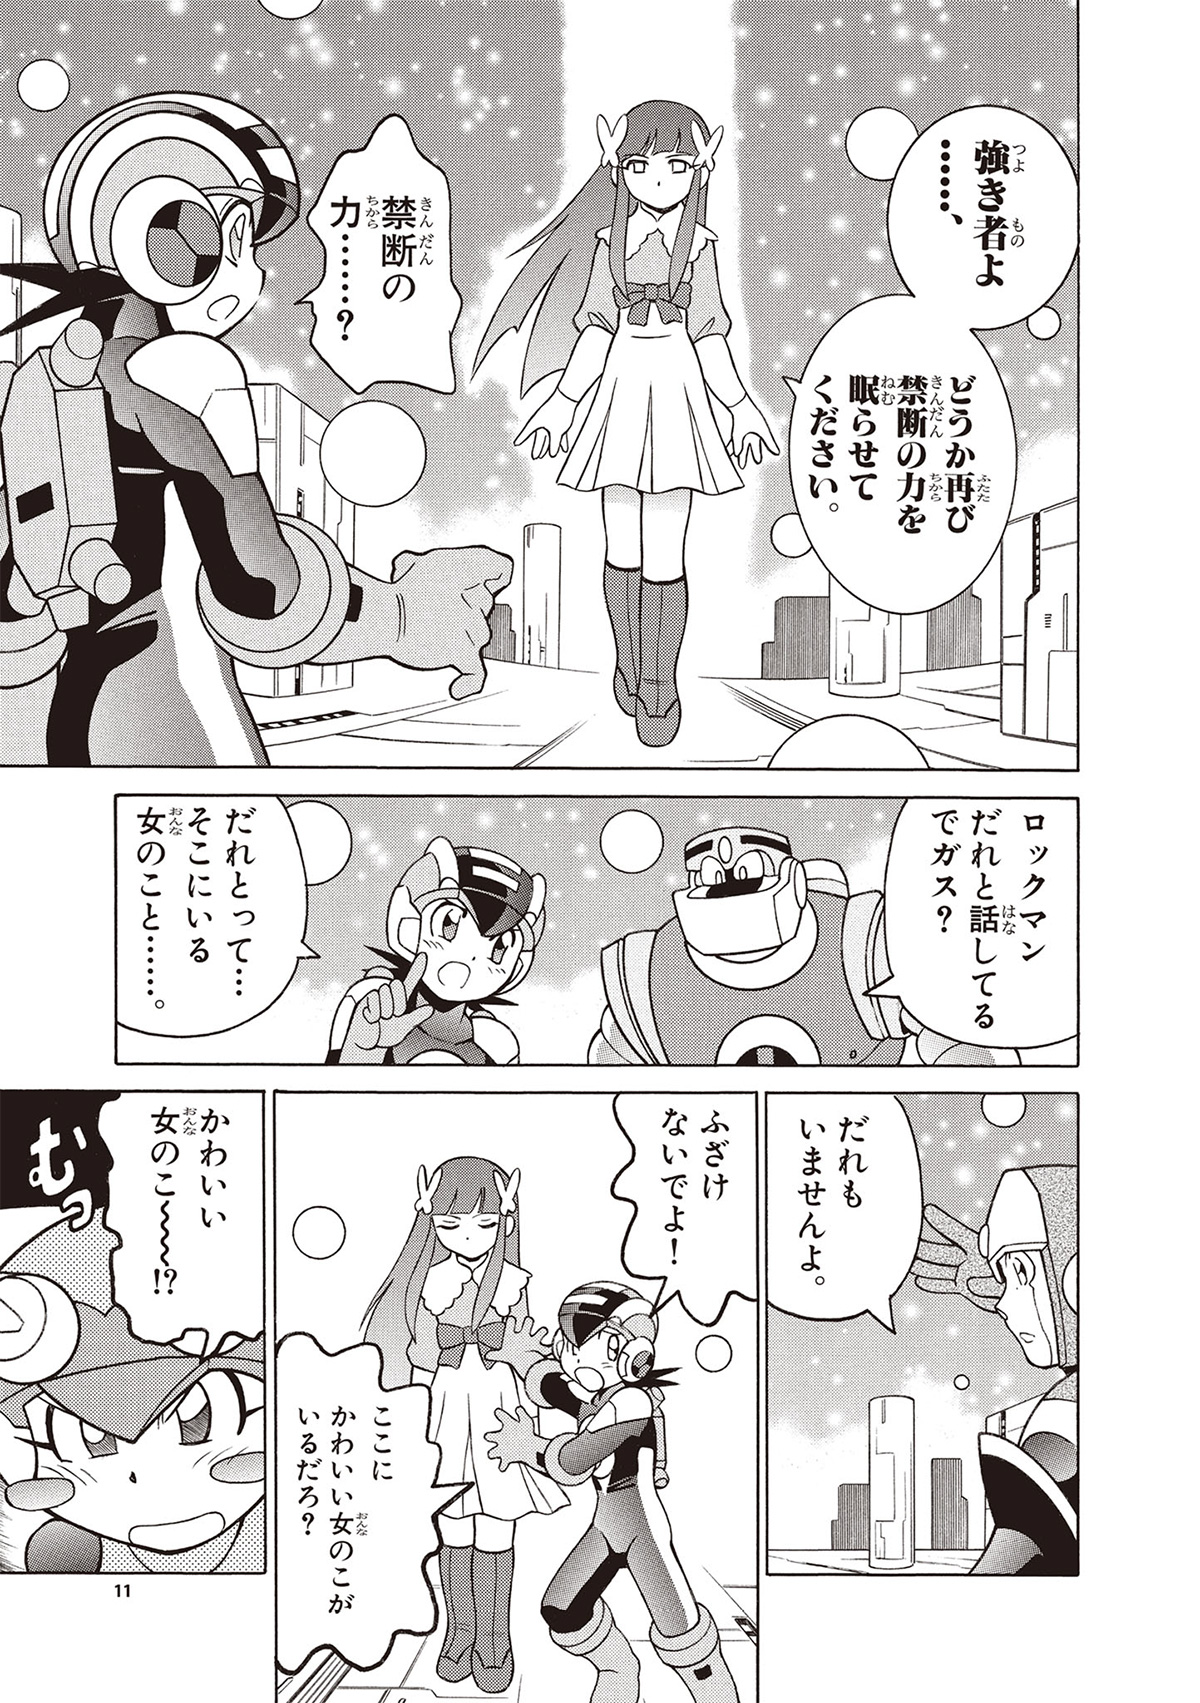 強き者よ
……、
どうか再び
禁断の力を
眠らせて
ください。
禁断の
力………?
ロックマン
だれと話してる
でガス?
だれとって…
そこにいる
女のこと……。
だれも
いませんよ。
ふざけ
ないでよ!
ここに
かわいい女のこが
いるだろ?
かわいい
女のこ〜〜〜!?
むっ
11